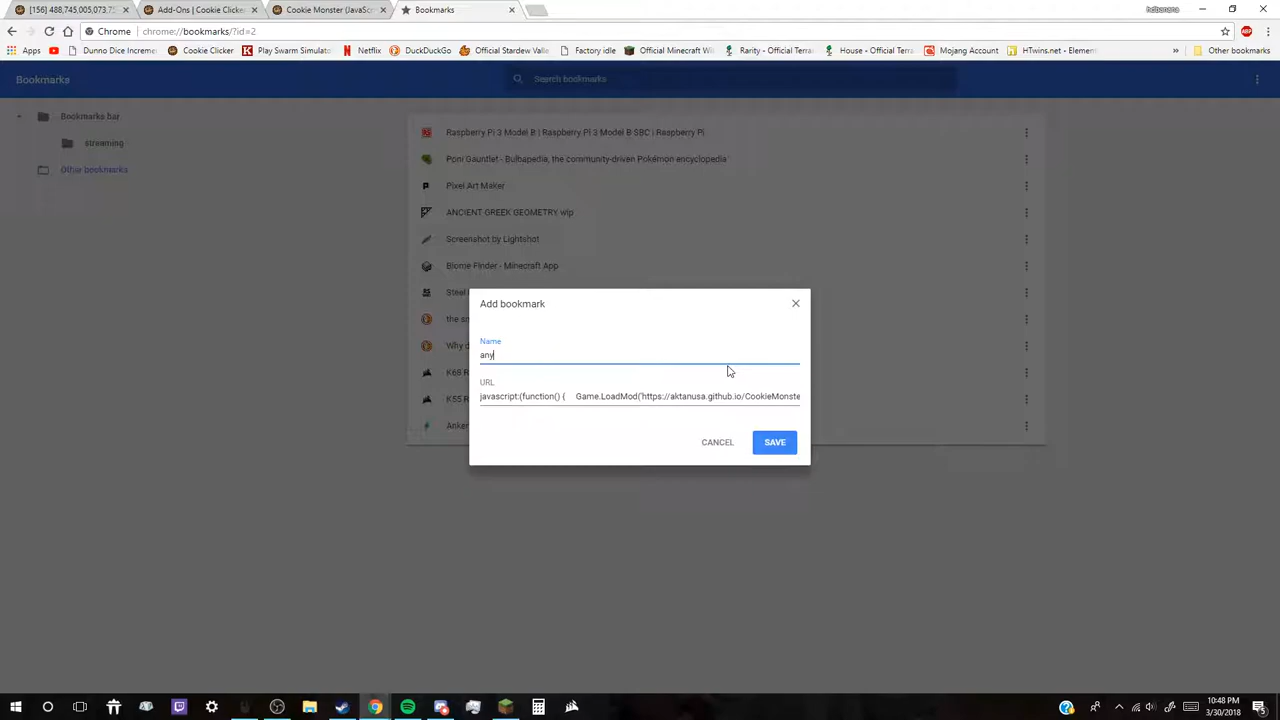 [156] 488,745,005,073.7
Add-Ons | Cookie Clicke
Cookie Monster (JavaScr
Bookmarks
hdbanana
Chrome | chrome://bookmarks/?id=2
Apps
Dunno Dice Increme
Cookie Clicker
Play Swarm Simulato
Netflix
DuckDuckGo
Official Stardew Valle
Factory idle
Official Minecraft Wi
Rarity - Official Terra
House - Official Terra
Mojang Account
HTwins.net - Element
»
Other bookmarks
Bookmarks
Search bookmarks
Bookmarks bar
streaming
Other bookmarks
Raspberry Pi 3 Model B | Raspberry Pi 3 Model B SBC | Raspberry Pi
Poni Gauntlet - Bulbapedia, the community-driven Pokémon encyclopedia
Pixel Art Maker
ANCIENT GREEK GEOMETRY wip
Screenshot by Lightshot
Biome Finder - Minecraft App
Steel
the s
Why d
K68 R
K55 R
Anker
Add bookmark
Name
any
URL
javascript:(function() { Game.LoadMod('https://aktanusa.github.io/CookieMonste
CANCEL
SAVE
10:48 PM
3/30/2018